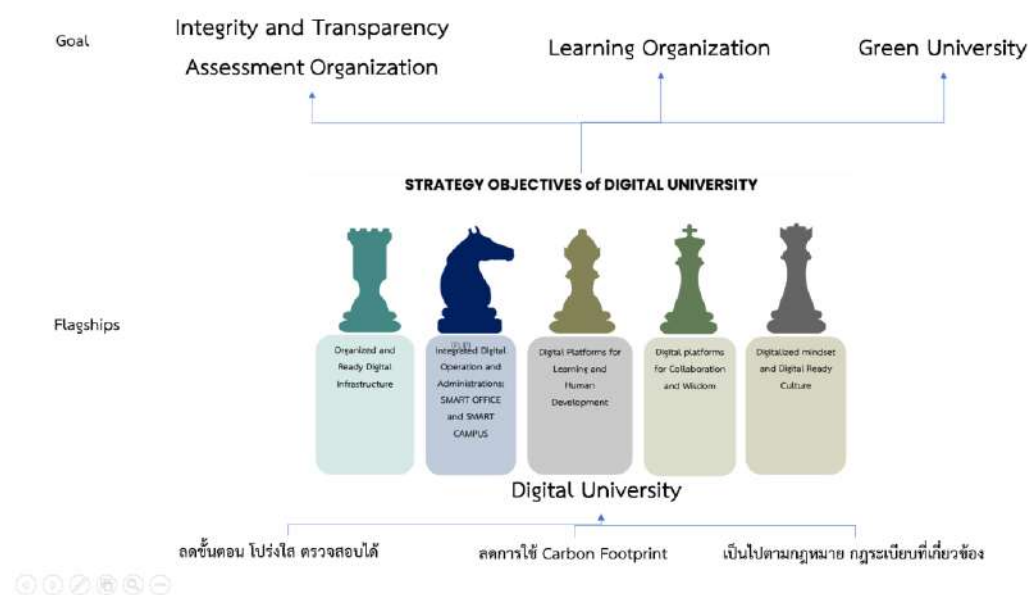 Goal
Integrity and Transparency
Assessment Organization
Learning Organization
Green University
STRATEGY OBJECTIVES of DIGITAL UNIVERSITY
Flagships
Organized and
Ready Digital
Infrastructure
Integrated Digital
Operation and
Administrations:
SMART OFFICE
and SMART
CAMPUS
Digital Platforms for
Learning and
Human
Development
Digital platforms
for Collaboration
and Wisdom
Digitalized mindset
and Digital Ready
Culture
Digital University
ลดขั้นตอน โปร่งใส ตรวจสอบได้
ลดการใช้ Carbon Footprint
เป็นไปตามกฎหมาย กฎระเบียบที่เกี่ยวข้อง